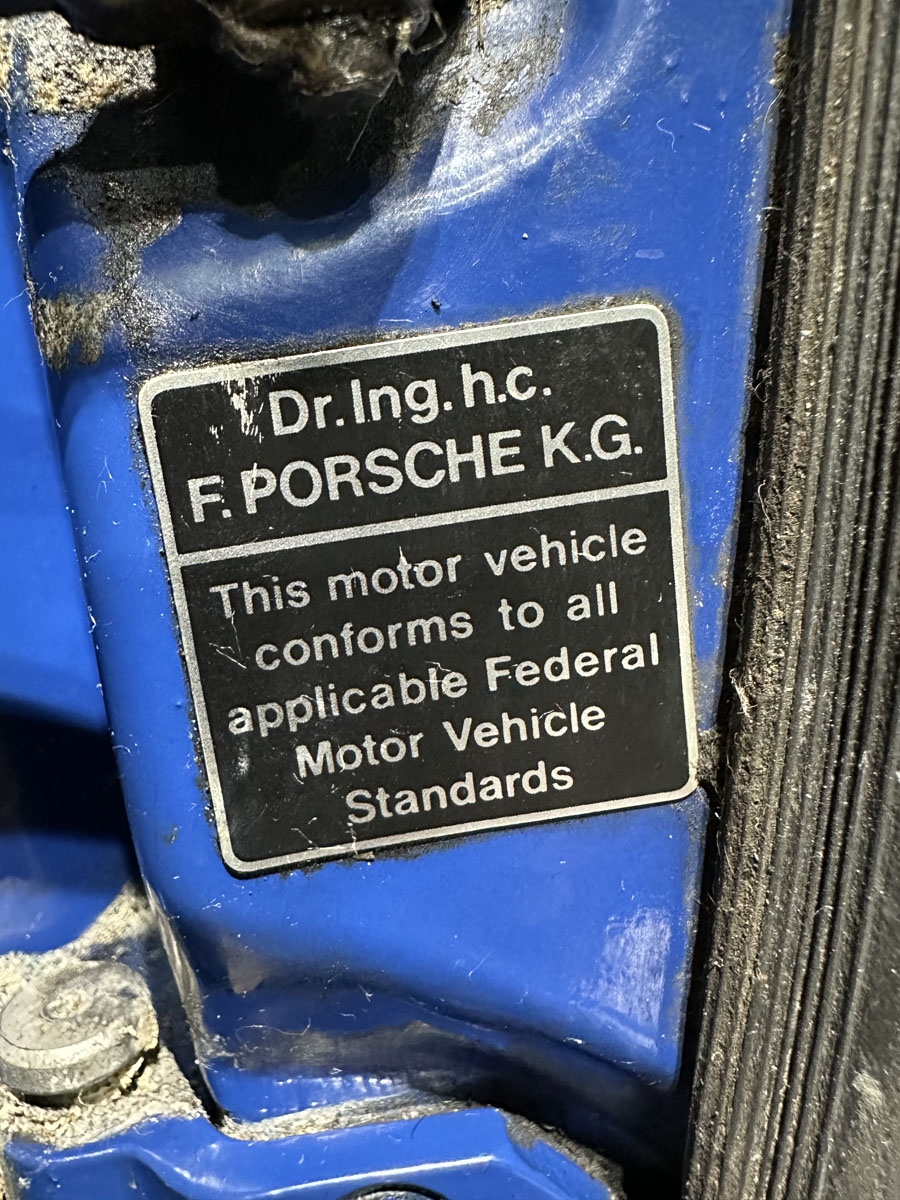 Dr.Ing.h.c.
F. PORSCHE K.G.
This motor vehicle
conforms to all
applicable Federal
Motor Vehicle
Standards